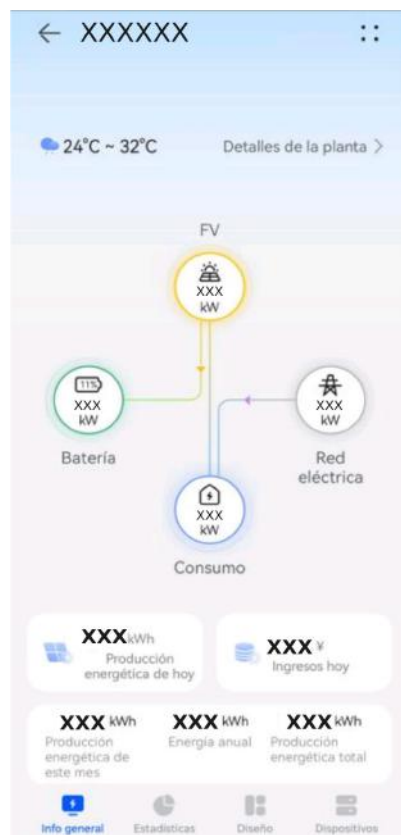 XXXXXX
24°C ~ 32°C
Detalles de la planta
FV
XXX
kW
11%
XXX
kW
Batería
XXX
kW
Red
eléctrica
XXX
kW
Consumo
XXX kWh
Producción
energética de hoy
XXX ¥
Ingresos hoy
XXX kWh
Producción
energética de
este mes
XXX kWh
Energía anual
XXX kWh
Producción
energética total
Info general
Estadísticas
Diseño
Dispositivos